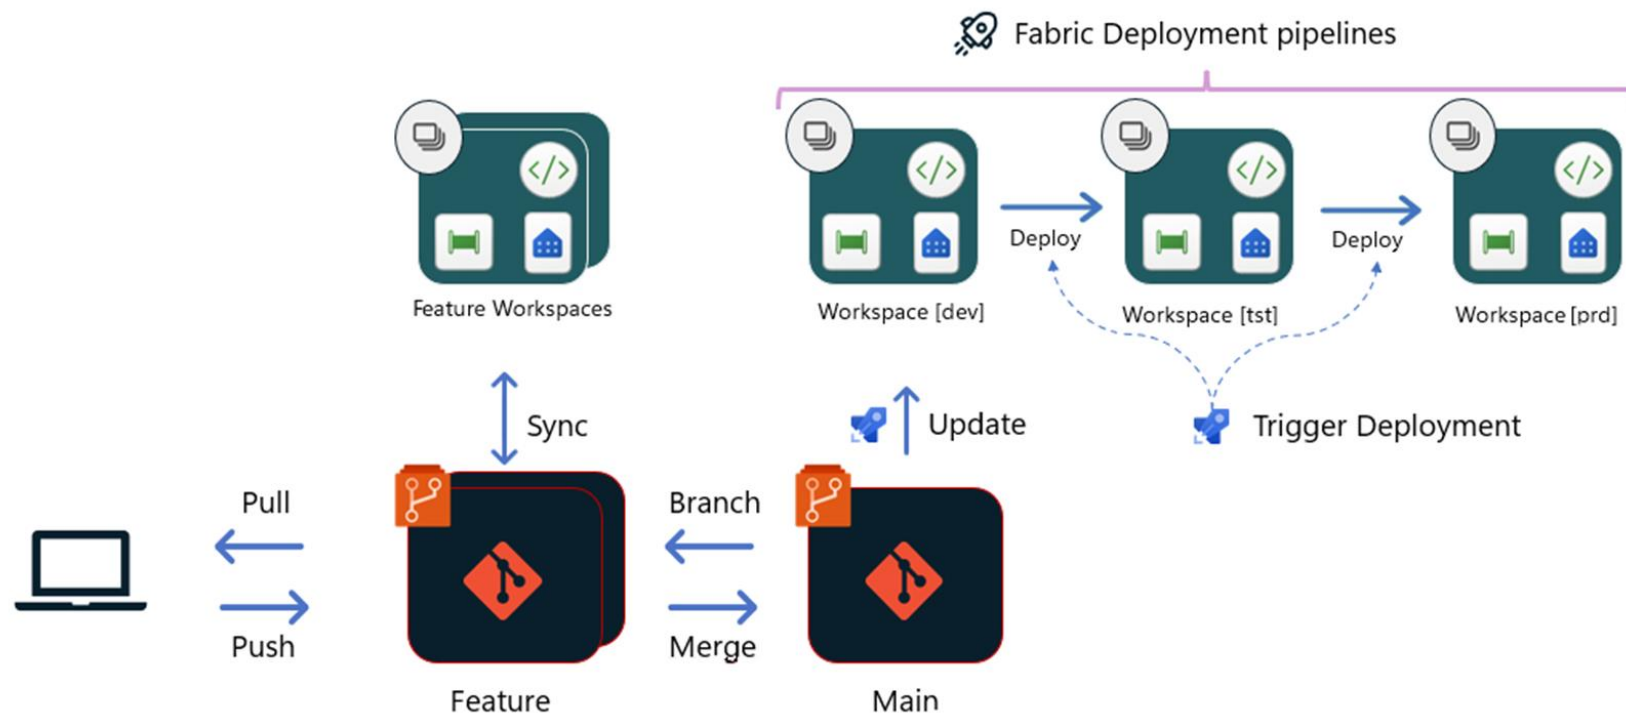 Fabric Deployment pipelines
</>
</>
</>
</>
Deploy
Deploy
Feature Workspaces
Workspace [dev]
Workspace [tst]
Workspace [prd]
Sync
Update
Trigger Deployment
Pull
Branch
Push
Merge
Feature
Main